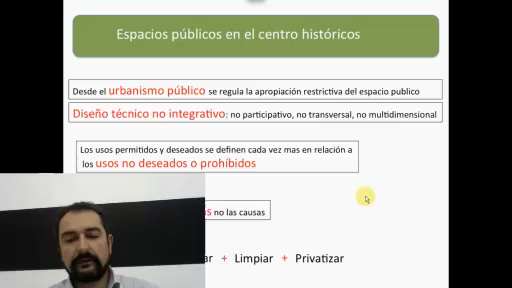 Espacios públicos en el centro históricos
Desde el urbanismo público se regula la apropiación restrictiva del espacio publico
Diseño técnico no integrativo: no participativo, no transversal, no multidimensional
Los usos permitidos y deseados se definen cada vez mas en relación a
los usos no deseados o prohíbidos
no las causas
+ Limpiar + Privatizar